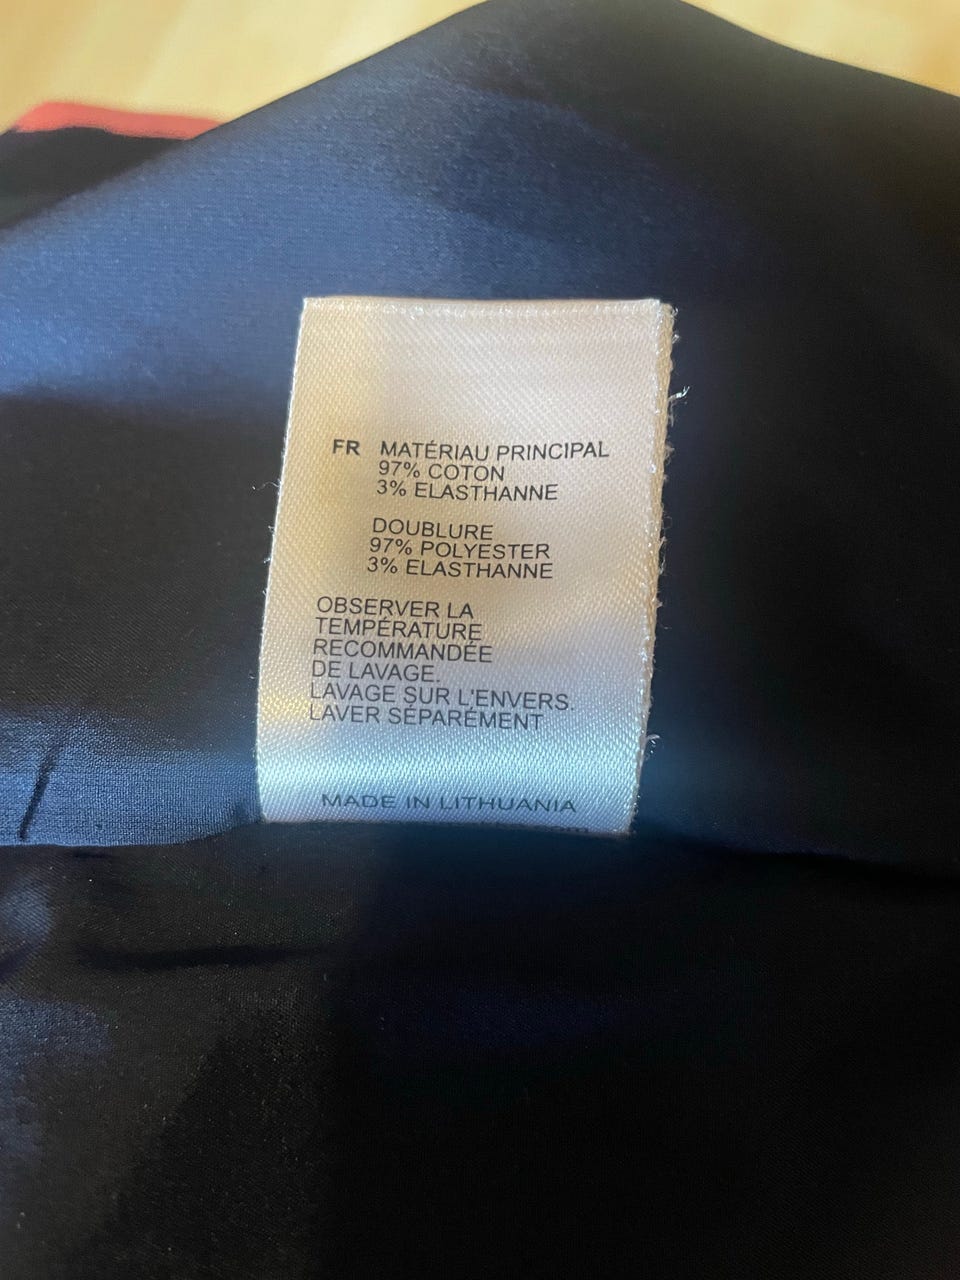 FR MATÉRIAU PRINCIPAL
97% COTON
3% ELASTHANNE
DOUBLURE
97% POLYESTER
3% ELASTHANNE
OBSERVER LA
TEMPÉRATURE
RECOMMANDÉE
DE LAVAGE.
LAVAGE SUR L'ENVERS.
LAVER SÉPARÉMENT
MADE IN LITHUANIA